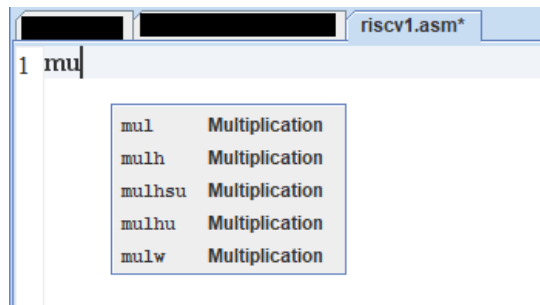 riscv1.asm*
1 mu
mul Multiplication
mulh Multiplication
mulhsu Multiplication
mulhu Multiplication
mulw Multiplication